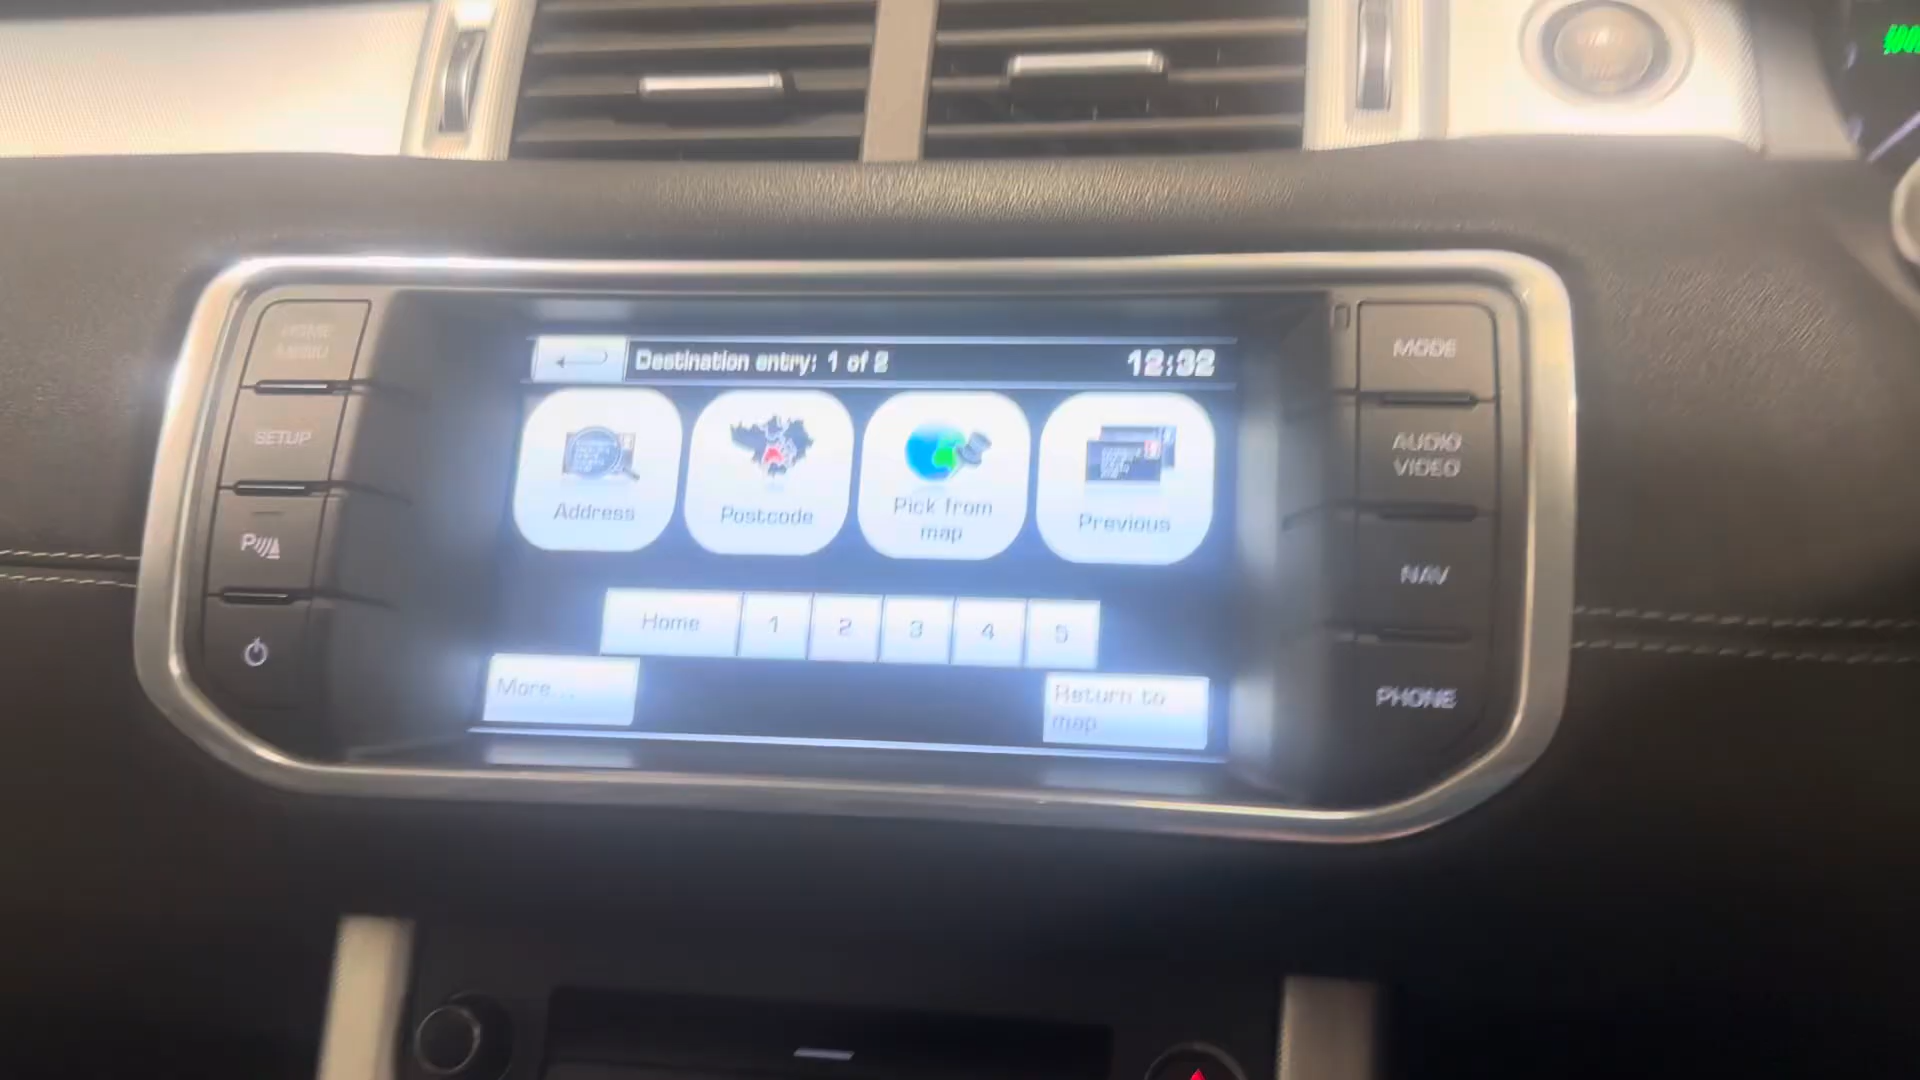 HOME
MENU
SETUP
P
Destination entry: 1 of 2
12:32
Address
Postcode
Pick from
map
Previous
Home
1
2
3
4
5
More...
Return to
map
MODE
AUDIO
VIDEO
NAV
PHONE